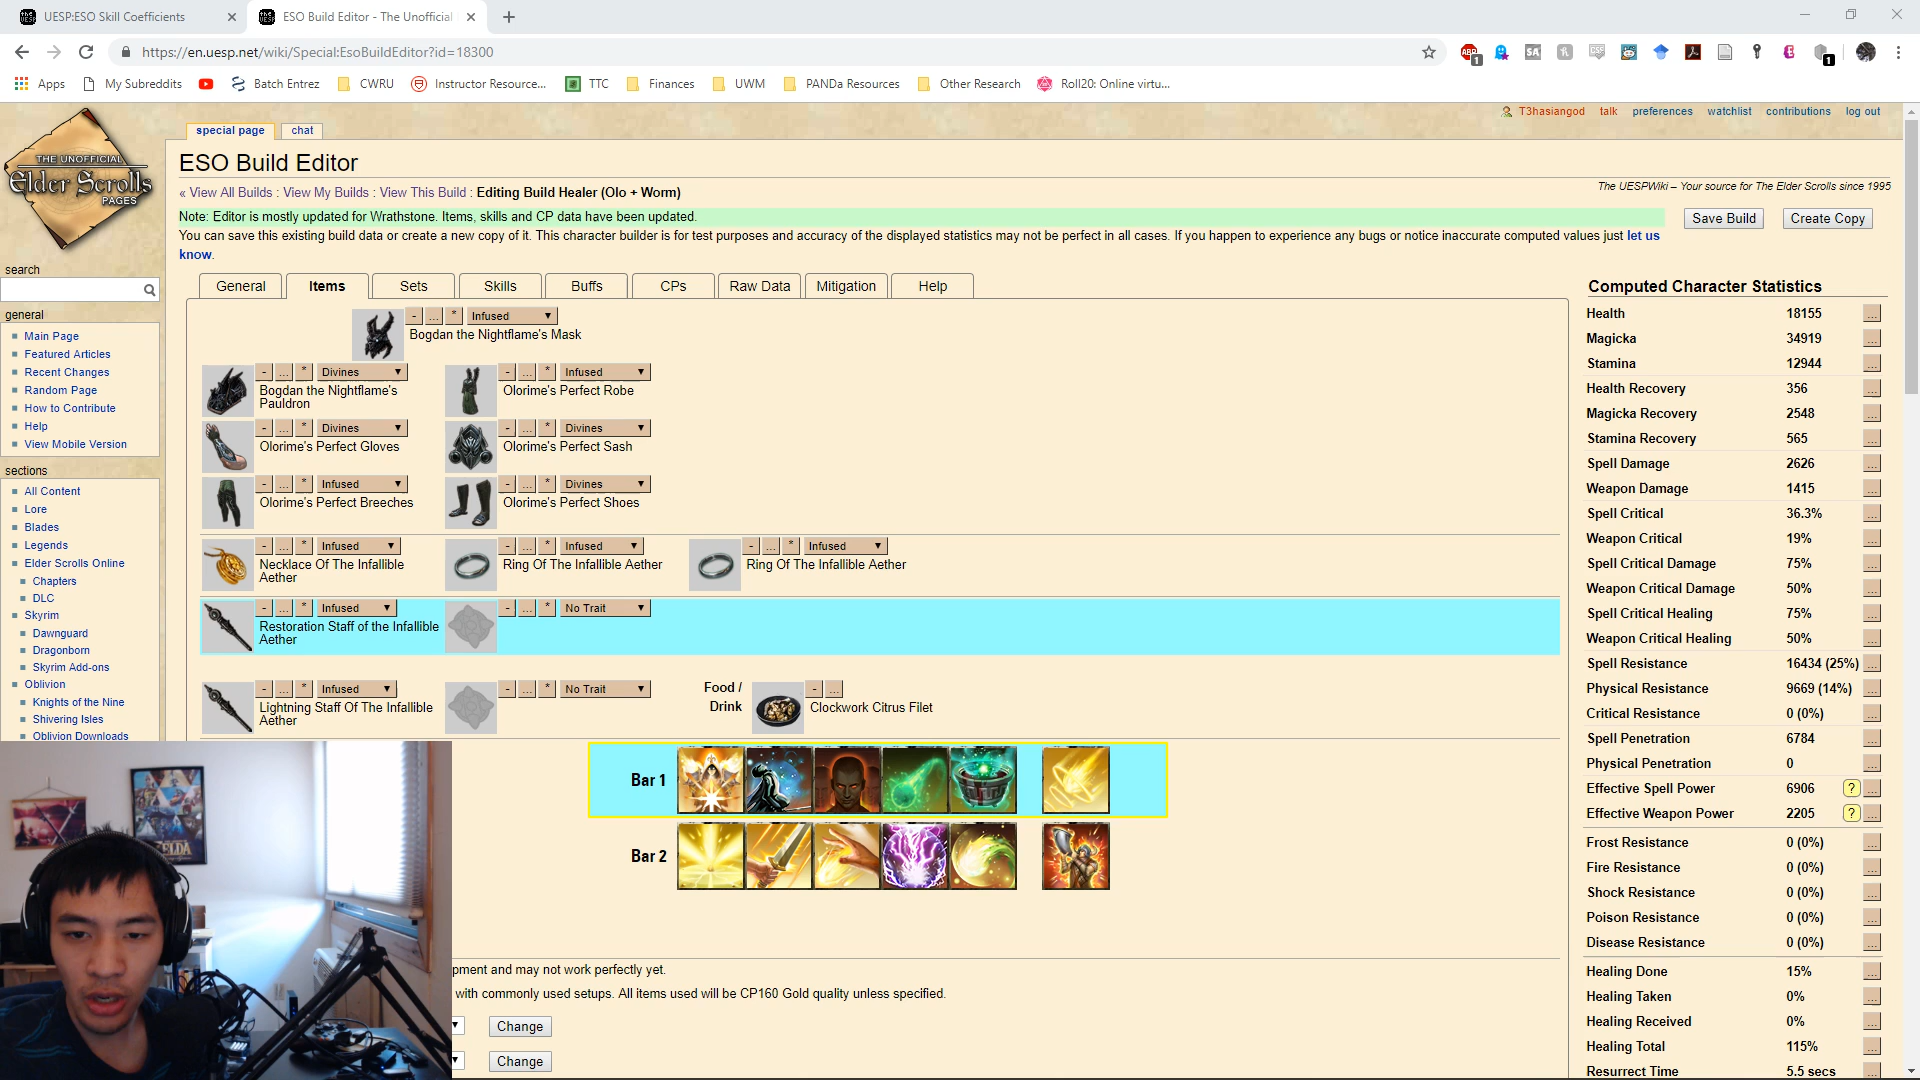 UESP:ESO Skill Coefficients
ESO Build Editor - The Unofficial
https://en.uesp.net/wiki/Special:EsoBuildEditor?id=18300
Apps My Subreddits Batch Entrez CWRU Instructor Resource... TTC Finances UWM PANDa Resources Other Research Roll20: Online virtu...
T3hasiangod talk preferences watchlist contributions log out
special page chat
THE UNOFFICIAL
Elder Scrolls
PAGES
ESO Build Editor
The UESPWiki – Your source for The Elder Scrolls since 1995
« View All Builds : View My Builds : View This Build : Editing Build Healer (Olo + Worm)
Note: Editor is mostly updated for Wrathstone. Items, skills and CP data have been updated.
Save Build Create Copy
You can save this existing build data or create a new copy of it. This character builder is for test purposes and accuracy of the displayed statistics may not be perfect in all cases. If you happen to experience any bugs or notice inaccurate computed values just let us
know.
search
general
Main Page
Featured Articles
Recent Changes
Random Page
How to Contribute
Help
View Mobile Version
sections
All Content
Lore
Blades
Legends
Elder Scrolls Online
Chapters
DLC
Skyrim
Dawnguard
Dragonborn
Skyrim Add-ons
Oblivion
Knights of the Nine
Shivering Isles
Oblivion Downloads
General Items Sets Skills Buffs CPs Raw Data Mitigation Help
- ... * Infused
Bogdan the Nightflame's Mask
- ... * Divines
Bogdan the Nightflame's
Pauldron
- ... * Infused
Olorime's Perfect Robe
- ... * Divines
Olorime's Perfect Gloves
- ... * Divines
Olorime's Perfect Sash
- ... * Infused
Olorime's Perfect Breeches
- ... * Divines
Olorime's Perfect Shoes
- ... * Infused
Necklace Of The Infallible
Aether
- ... * Infused
Ring Of The Infallible Aether
- ... * Infused
Ring Of The Infallible Aether
- ... * Infused
Restoration Staff of the Infallible
Aether
- ... * No Trait
- ... * Infused
Lightning Staff Of The Infallible
Aether
- ... * No Trait
Food /
Drink
- ...
Clockwork Citrus Filet
Bar 1
Bar 2
pment and may not work perfectly yet.
with commonly used setups. All items used will be CP160 Gold quality unless specified.
Change
Change
Computed Character Statistics
Health 18155 ...
Magicka 34919 ...
Stamina 12944 ...
Health Recovery 356 ...
Magicka Recovery 2548 ...
Stamina Recovery 565 ...
Spell Damage 2626 ...
Weapon Damage 1415 ...
Spell Critical 36.3% ...
Weapon Critical 19% ...
Spell Critical Damage 75% ...
Weapon Critical Damage 50% ...
Spell Critical Healing 75% ...
Weapon Critical Healing 50% ...
Spell Resistance 16434 (25%) ...
Physical Resistance 9669 (14%) ...
Critical Resistance 0 (0%) ...
Spell Penetration 6784 ...
Physical Penetration 0 ...
Effective Spell Power 6906 ? ...
Effective Weapon Power 2205 ? ...
Frost Resistance 0 (0%) ...
Fire Resistance 0 (0%) ...
Shock Resistance 0 (0%) ...
Poison Resistance 0 (0%) ...
Disease Resistance 0 (0%) ...
Healing Done 15% ...
Healing Taken 0% ...
Healing Received 0% ...
Healing Total 115% ...
Resurrect Time 5.5 secs ...
ZELDA